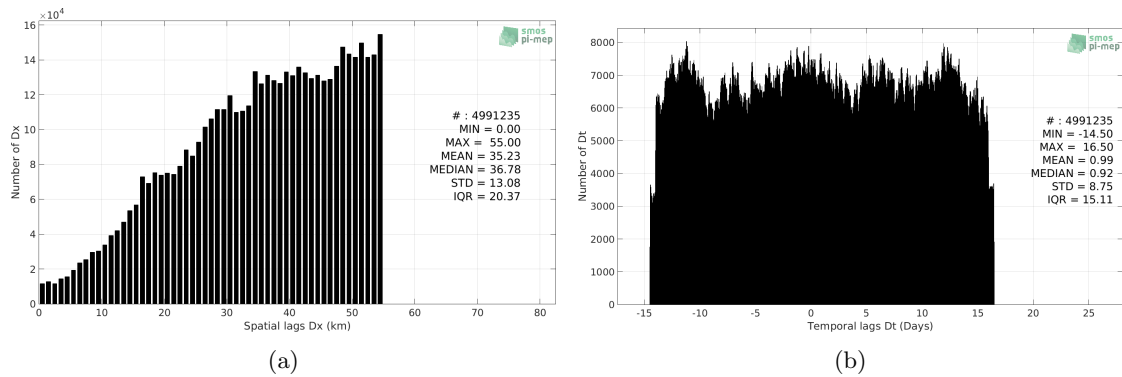 ×10⁴
16
14
12
10
8
6
4
2
0
Number of Dx
0 10 20 30 40 50 60 70 80
Spatial lags Dx (km)
smos
pi-mep
# : 4991235
MIN = 0.00
MAX = 55.00
MEAN = 35.23
MEDIAN = 36.78
STD = 13.08
IQR = 20.37
(a)
8000
7000
6000
5000
4000
3000
2000
1000
0
Number of Dt
-15 -10 -5 0 5 10 15 20 25
Temporal lags Dt (Days)
smos
pi-mep
# : 4991235
MIN = -14.50
MAX = 16.50
MEAN = 0.99
MEDIAN = 0.92
STD = 8.75
IQR = 15.11
(b)